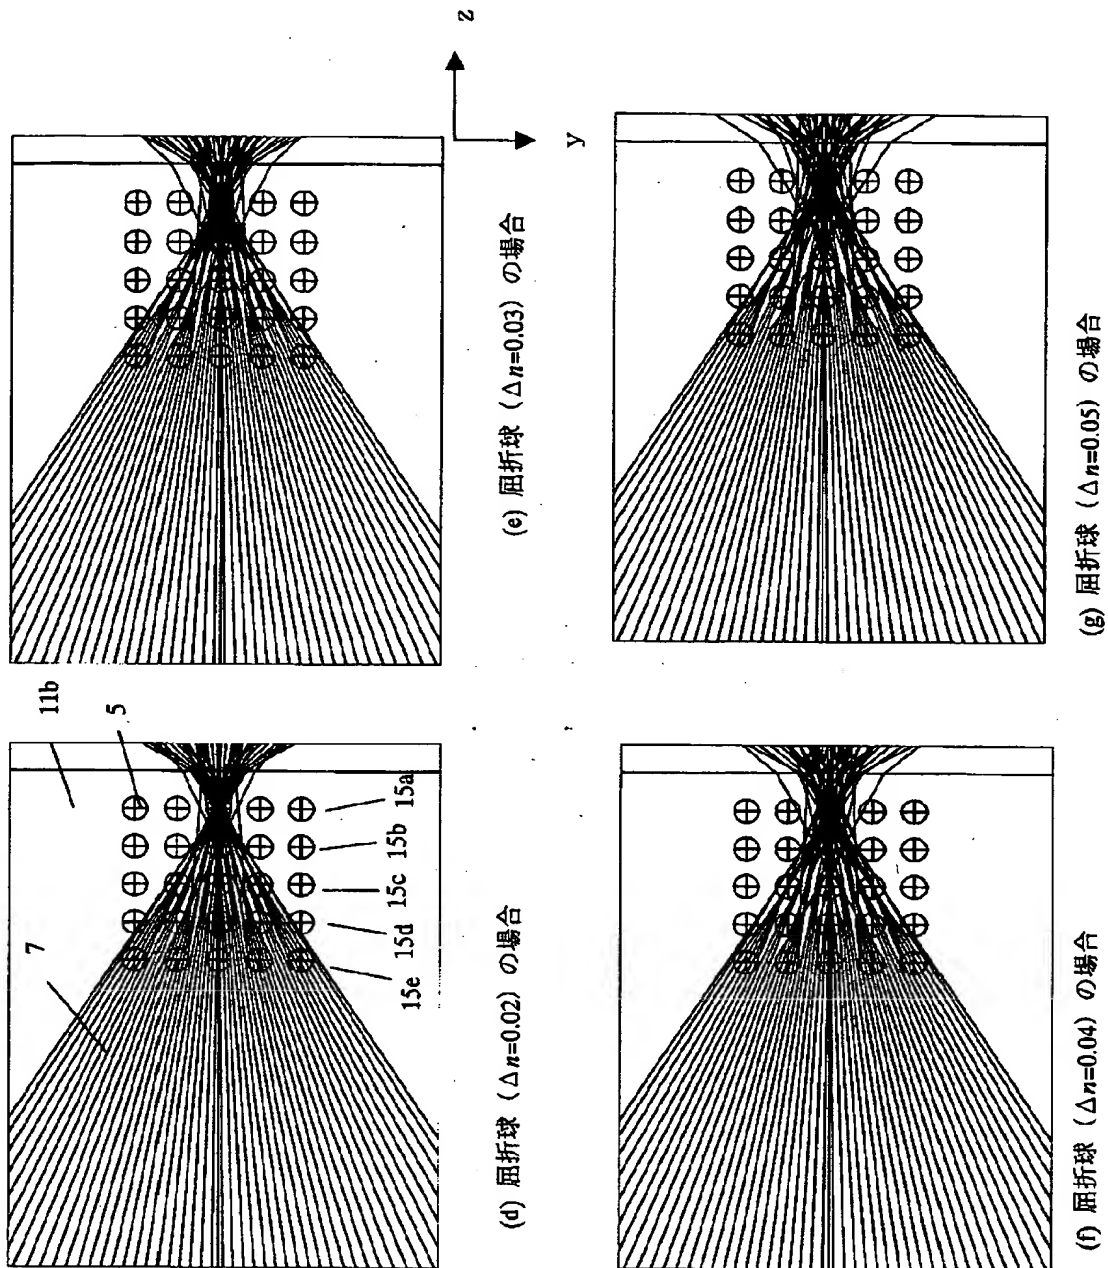 7
11b
5
15a
15b
15c
15d
15e
(d) 屈折球 (Δn=0.02) の場合
z
y
(e) 屈折球 (Δn=0.03) の場合
(f) 屈折球 (Δn=0.04) の場合
(g) 屈折球 (Δn=0.05) の場合